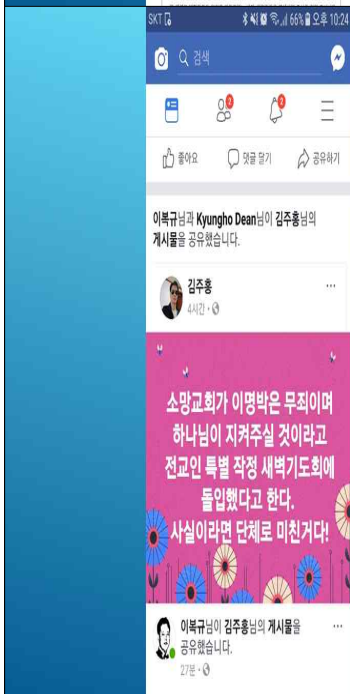 SKT 66% 오후 10:24
검색
2 2
좋아요 댓글 달기 공유하기
이복규님과 Kyungho Dean님이 김주홍님의
게시물을 공유했습니다.
김주홍
4시간
소망교회가 이명박은 무죄이며
하나님이 지켜주실 것이라고
전교인 특별 작정 새벽기도회에
돌입했다고 한다.
사실이라면 단체로 미친거다!
이복규님이 김주홍님의 게시물을
공유했습니다.
27분